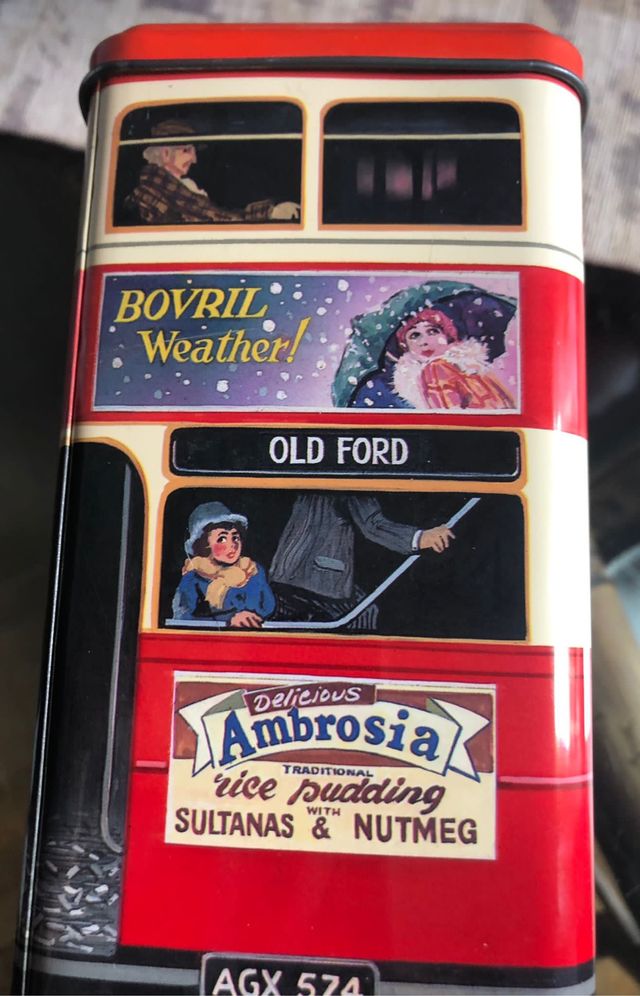 BOVRIL
Weather!
OLD FORD
Delicious
Ambrosia
TRADITIONAL
rice pudding
WITH
SULTANAS & NUTMEG
AGX 574